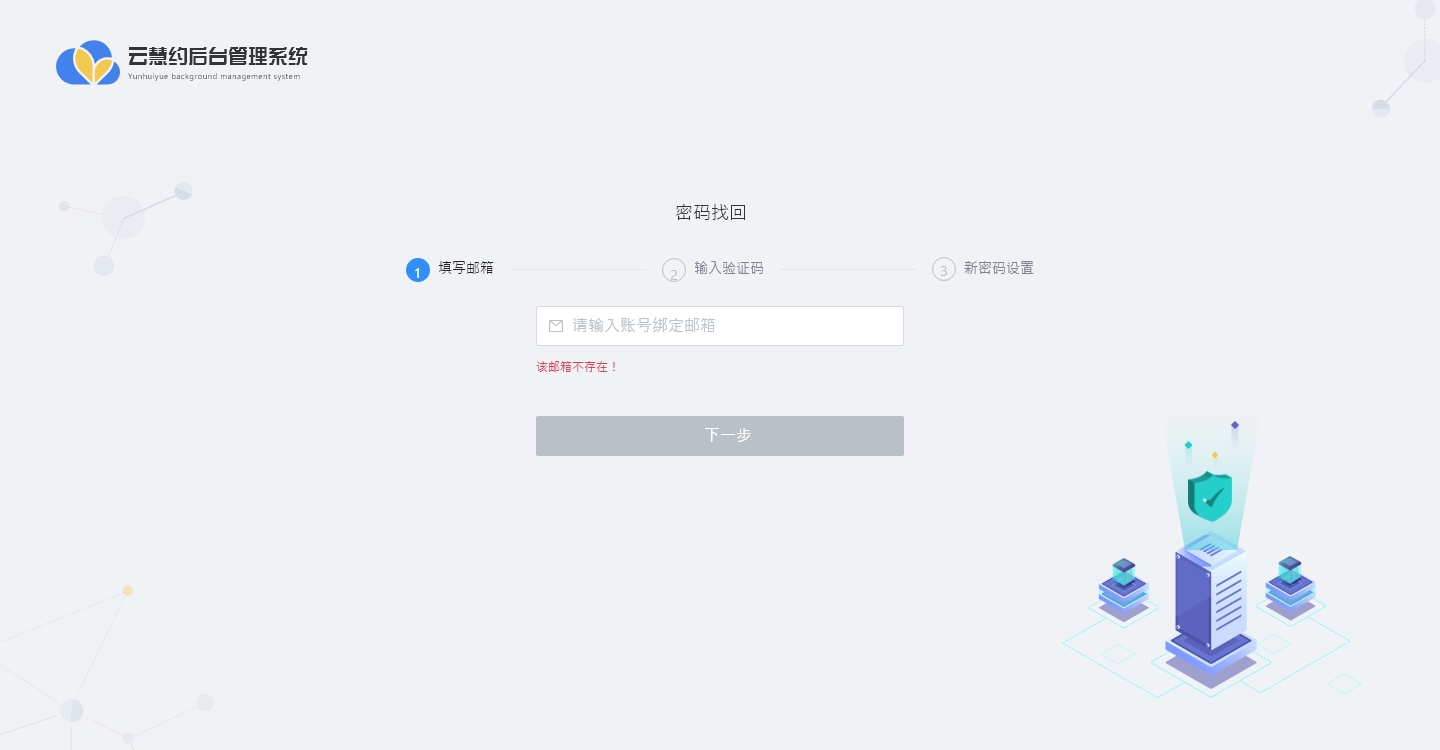 云慧约后台管理系统
Yunhuiyue background management system
密码找回
1 填写邮箱 2 输入验证码 3 新密码设置
请输入账号绑定邮箱
该邮箱不存在！
下一步